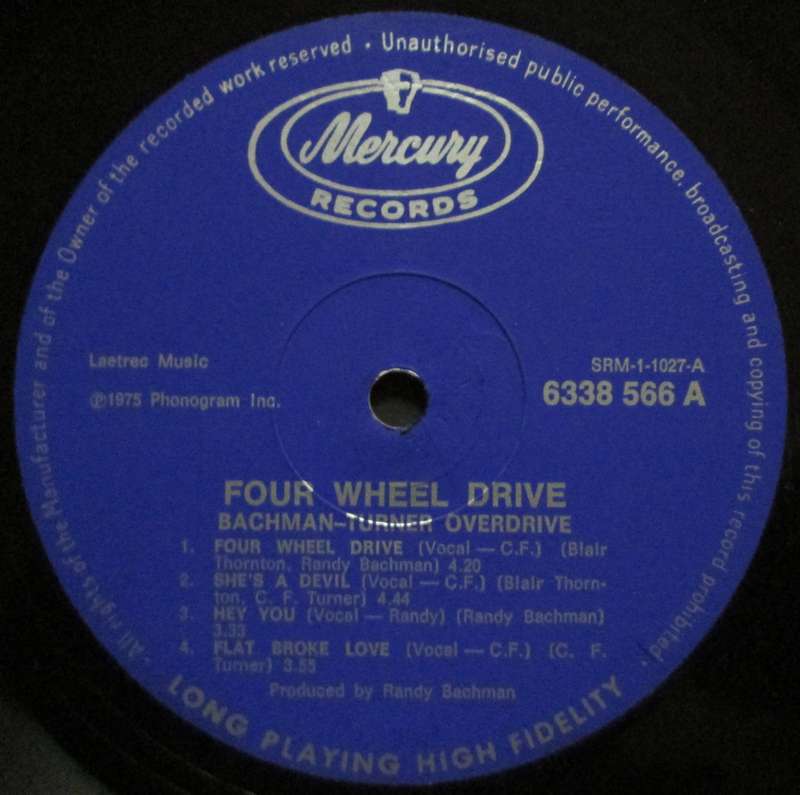 · All rights of the Manufacturer and of the Owner of the recorded work reserved · Unauthorised public performance, broadcasting and copying of this record prohibited ·
Mercury
RECORDS
Laetrec Music
℗1975 Phonogram Inc.
SRM-1-1027-A
6338 566 A
FOUR WHEEL DRIVE
BACHMAN-TURNER OVERDRIVE
1. FOUR WHEEL DRIVE (Vocal — C.F.) (Blair
Thornton, Randy Bachman) 4.20
2. SHE'S A DEVIL (Vocal — C.F.) (Blair Thorn-
ton, C. F. Turner) 4.44
3. HEY YOU (Vocal — Randy) (Randy Bachman)
3.33
4. FLAT BROKE LOVE (Vocal — C.F.) (C. F.
Turner) 3.55
Produced by Randy Bachman
LONG PLAYING HIGH FIDELITY